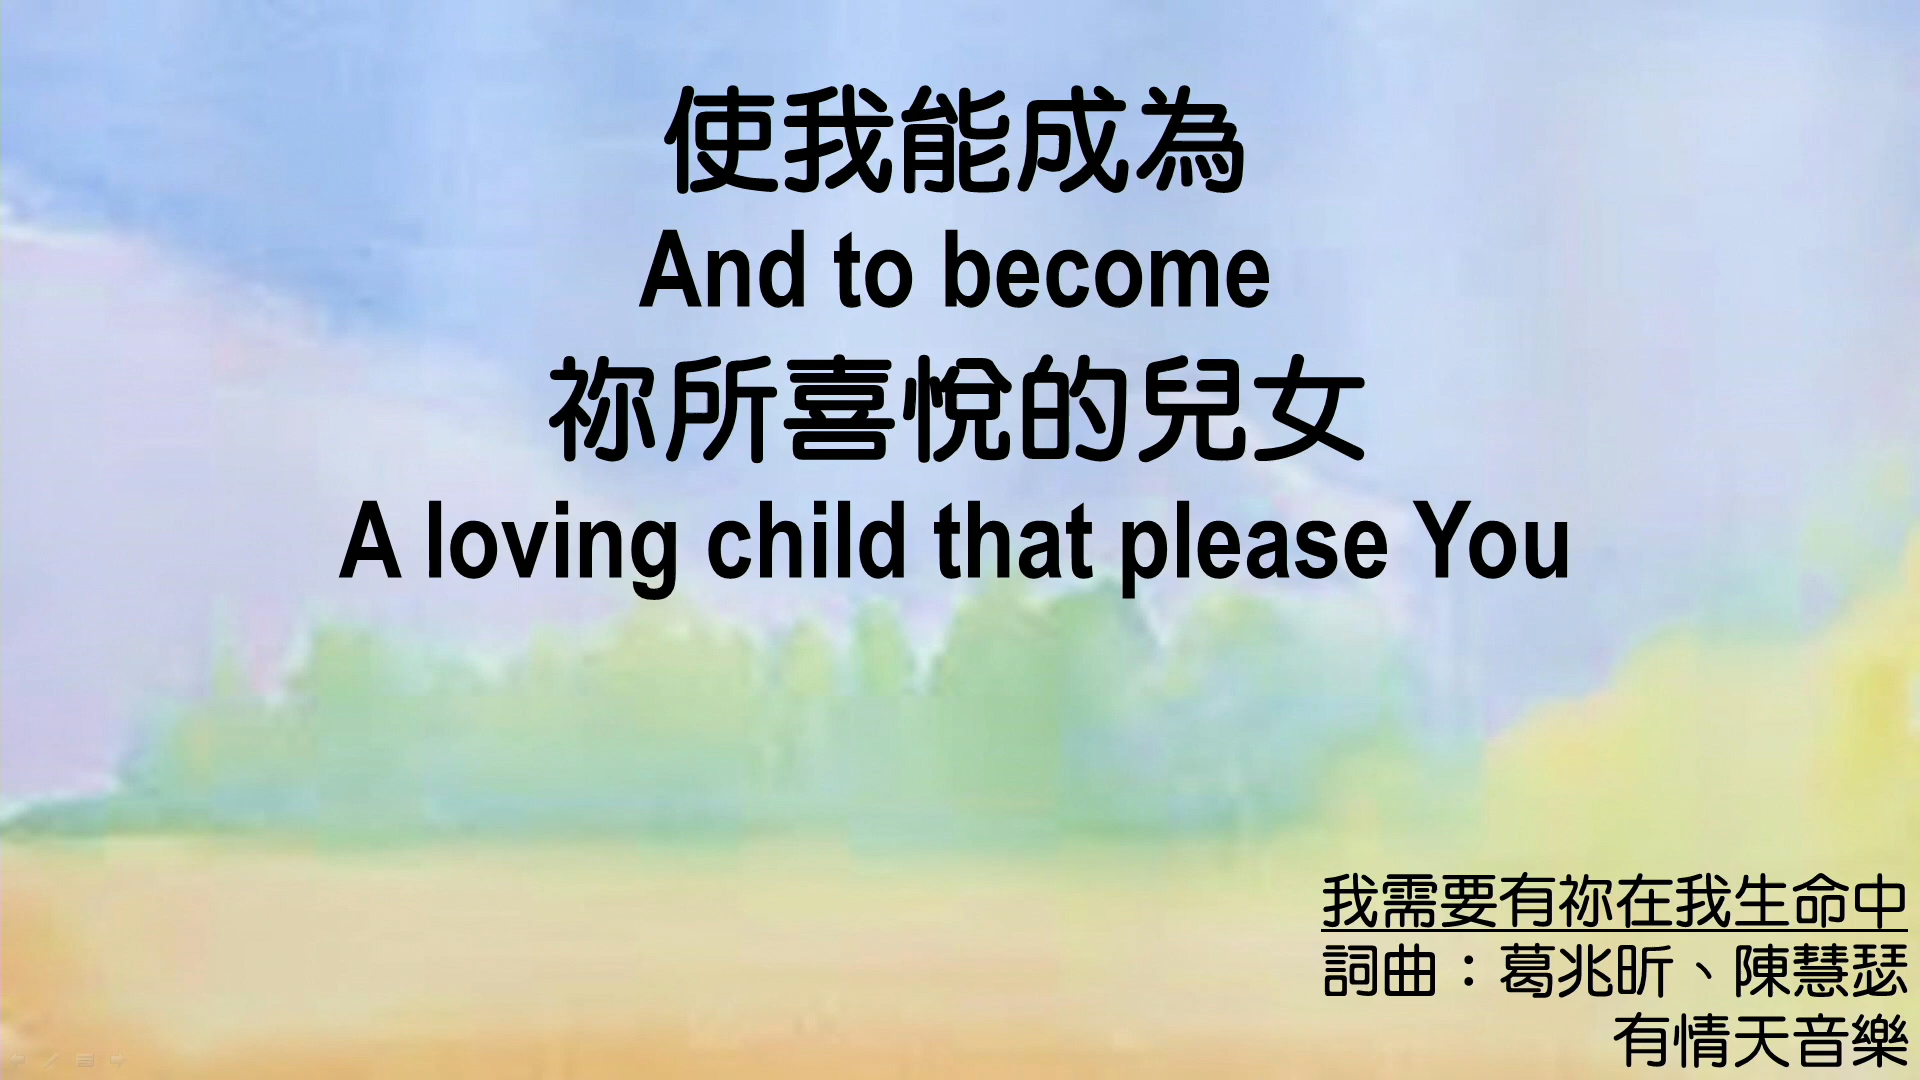 使我能成為
And to become
祢所喜悅的兒女
A loving child that please You
我需要有祢在我生命中
詞曲：葛兆昕、陳慧瑟
有情天音樂